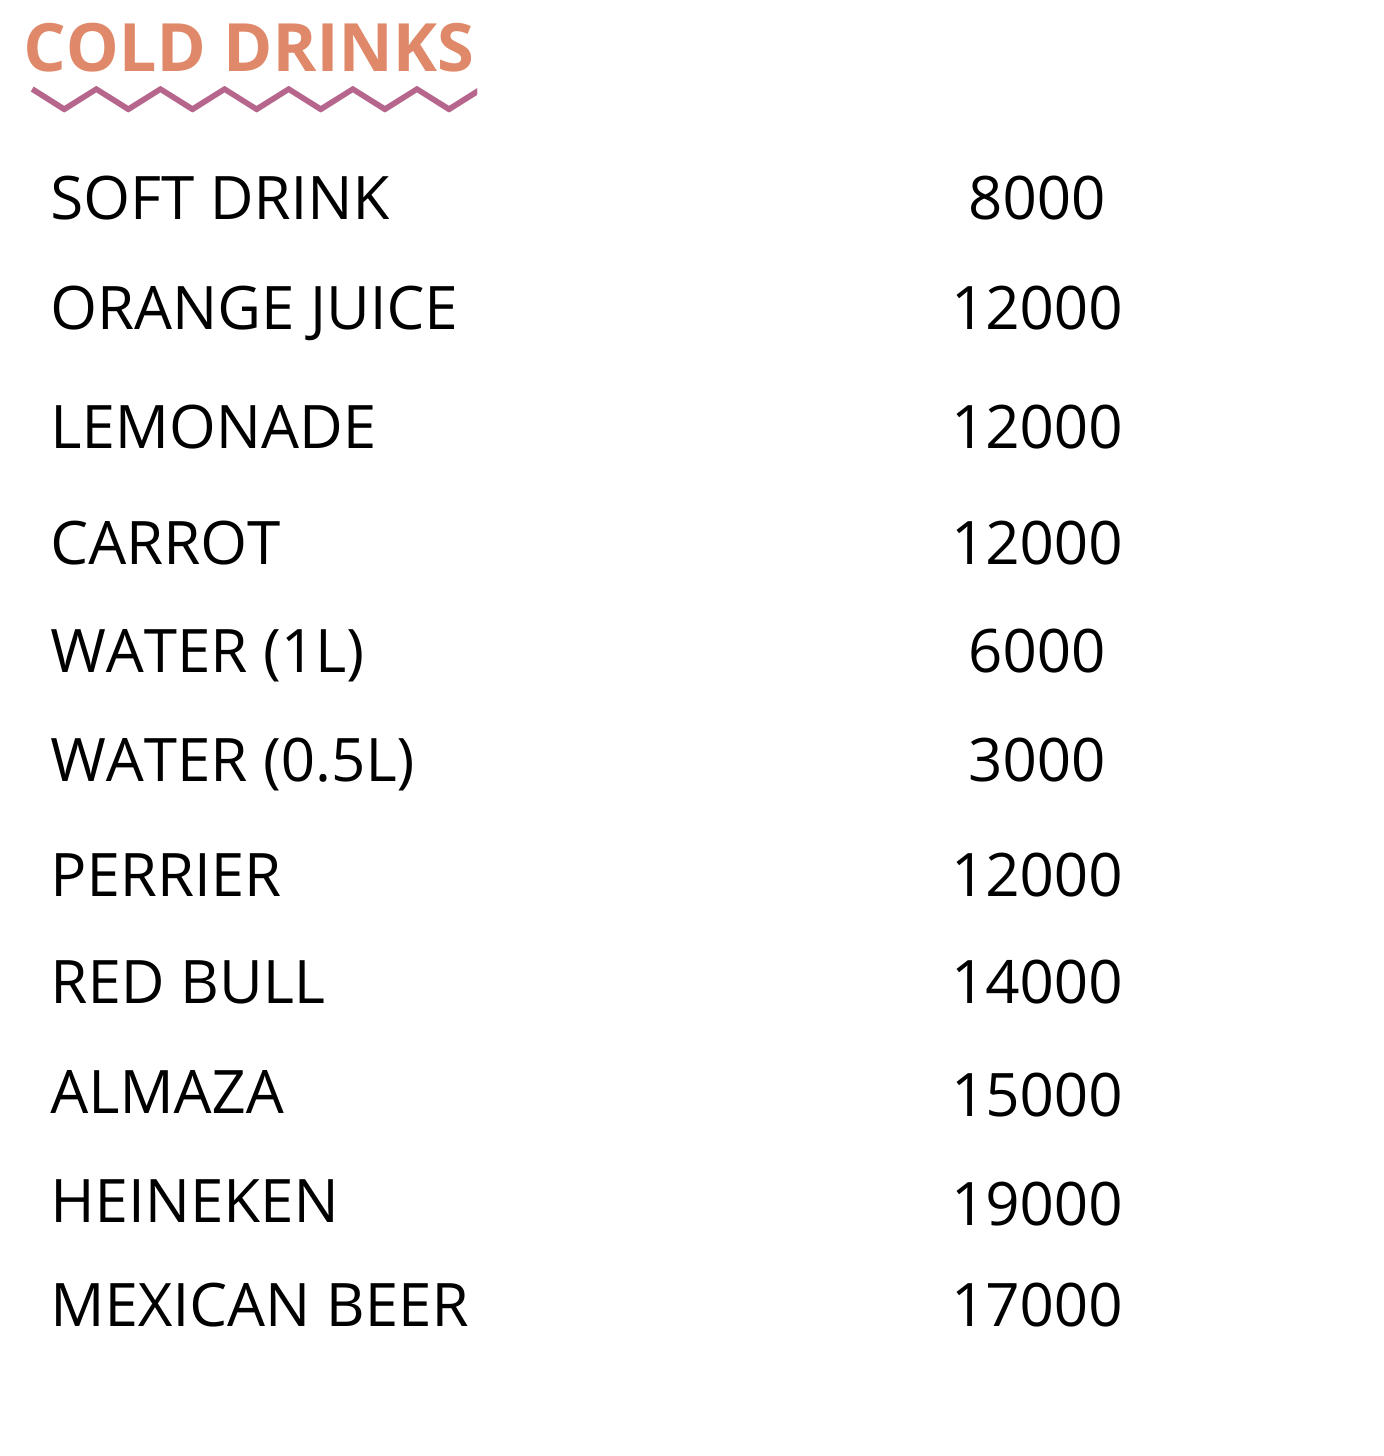 COLD DRINKS
SOFT DRINK 8000
ORANGE JUICE 12000
LEMONADE 12000
CARROT 12000
WATER (1L) 6000
WATER (0.5L) 3000
PERRIER 12000
RED BULL 14000
ALMAZA 15000
HEINEKEN 19000
MEXICAN BEER 17000